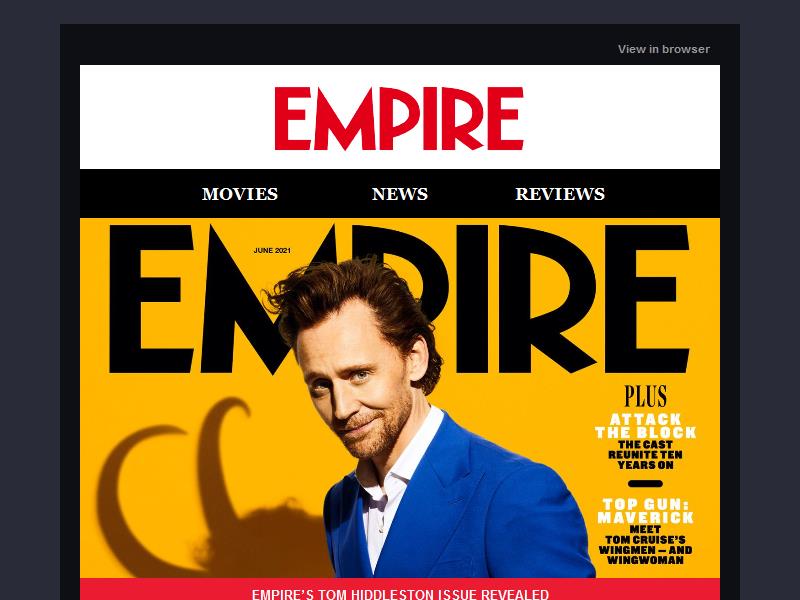 View in browser
EMPIRE
MOVIES NEWS REVIEWS
EMPIRE
JUNE 2021
PLUS
ATTACK
THE BLOCK
THE CAST
REUNITE TEN
YEARS ON
TOP GUN:
MAVERICK
MEET
TOM CRUISE'S
WINGMEN – AND
WINGWOMAN
EMPIRE'S TOM HIDDLESTON ISSUE REVEALED